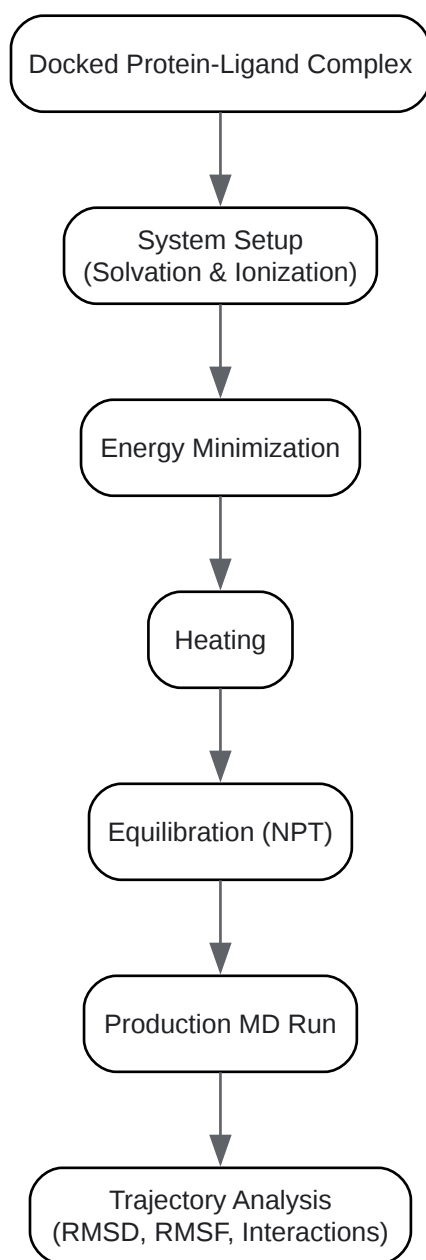 Docked Protein-Ligand Complex
System Setup
(Solvation & Ionization)
Energy Minimization
Heating
Equilibration (NPT)
Production MD Run
Trajectory Analysis
(RMSD, RMSF, Interactions)